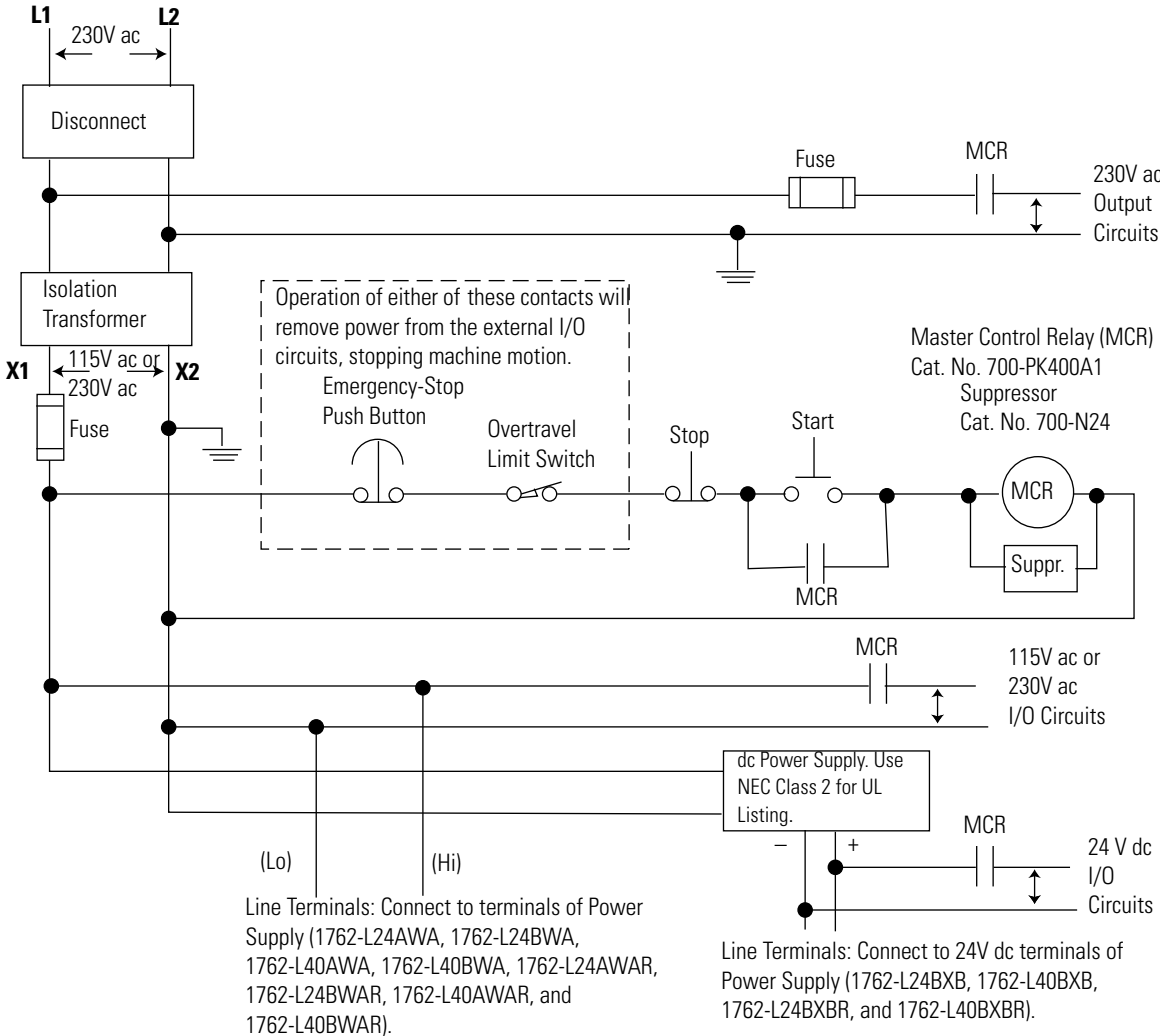 L1
L2
230V ac
Disconnect
Fuse
MCR
230V ac
Output
Circuits
Isolation
Transformer
X1
115V ac or
230V ac
X2
Fuse
Operation of either of these contacts will
remove power from the external I/O
circuits, stopping machine motion.
Emergency-Stop
Push Button
Overtravel
Limit Switch
Stop
Start
Master Control Relay (MCR)
Cat. No. 700-PK400A1
Suppressor
Cat. No. 700-N24
MCR
Suppr.
MCR
MCR
115V ac or
230V ac
I/O Circuits
dc Power Supply. Use
NEC Class 2 for UL
Listing.
– +
MCR
24 V dc
I/O
Circuits
(Lo)
(Hi)
Line Terminals: Connect to terminals of Power
Supply (1762-L24AWA, 1762-L24BWA,
1762-L40AWA, 1762-L40BWA, 1762-L24AWAR,
1762-L24BWAR, 1762-L40AWAR, and
1762-L40BWAR).
Line Terminals: Connect to 24V dc terminals of
Power Supply (1762-L24BXB, 1762-L40BXB,
1762-L24BXBR, and 1762-L40BXBR).